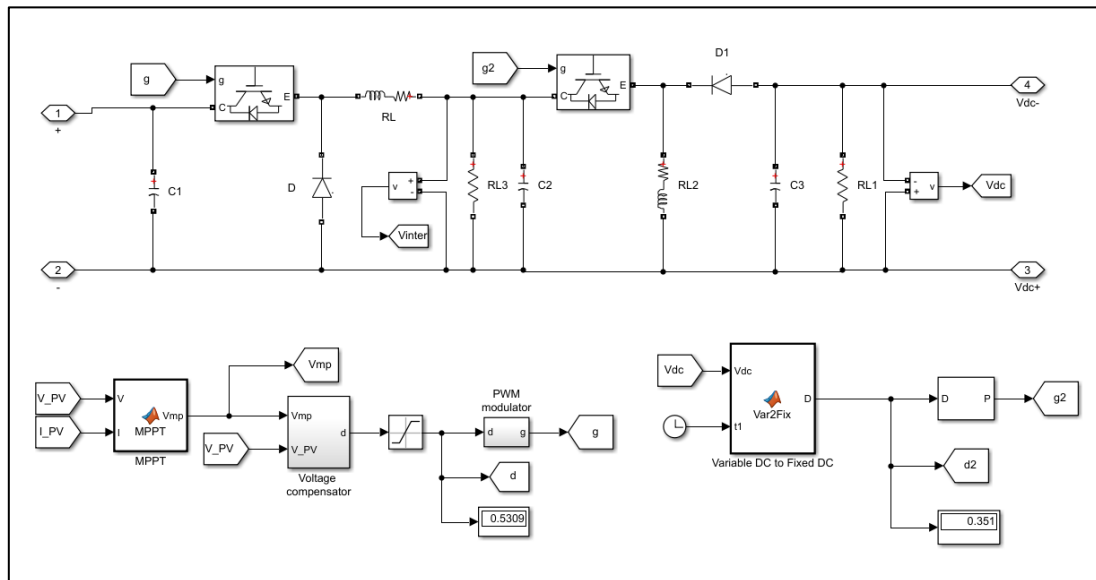 D1
g
g
g2
g
C
E
C
E
1
+
4
Vdc-
RL
C1
D
v
+
-
RL3
C2
RL2
C3
RL1
-
+
v
Vdc
Vinter
2
-
3
Vdc+
Vmp
V_PV
I_PV
V
I
MPPT
Vmp
MPPT
V_PV
Vmp
V_PV
d
Voltage
compensator
PWM
modulator
d
g
g
d
0.5309
Vdc
Vdc
t1
Var2Fix
D
Variable DC to Fixed DC
D
P
g2
d2
0.351